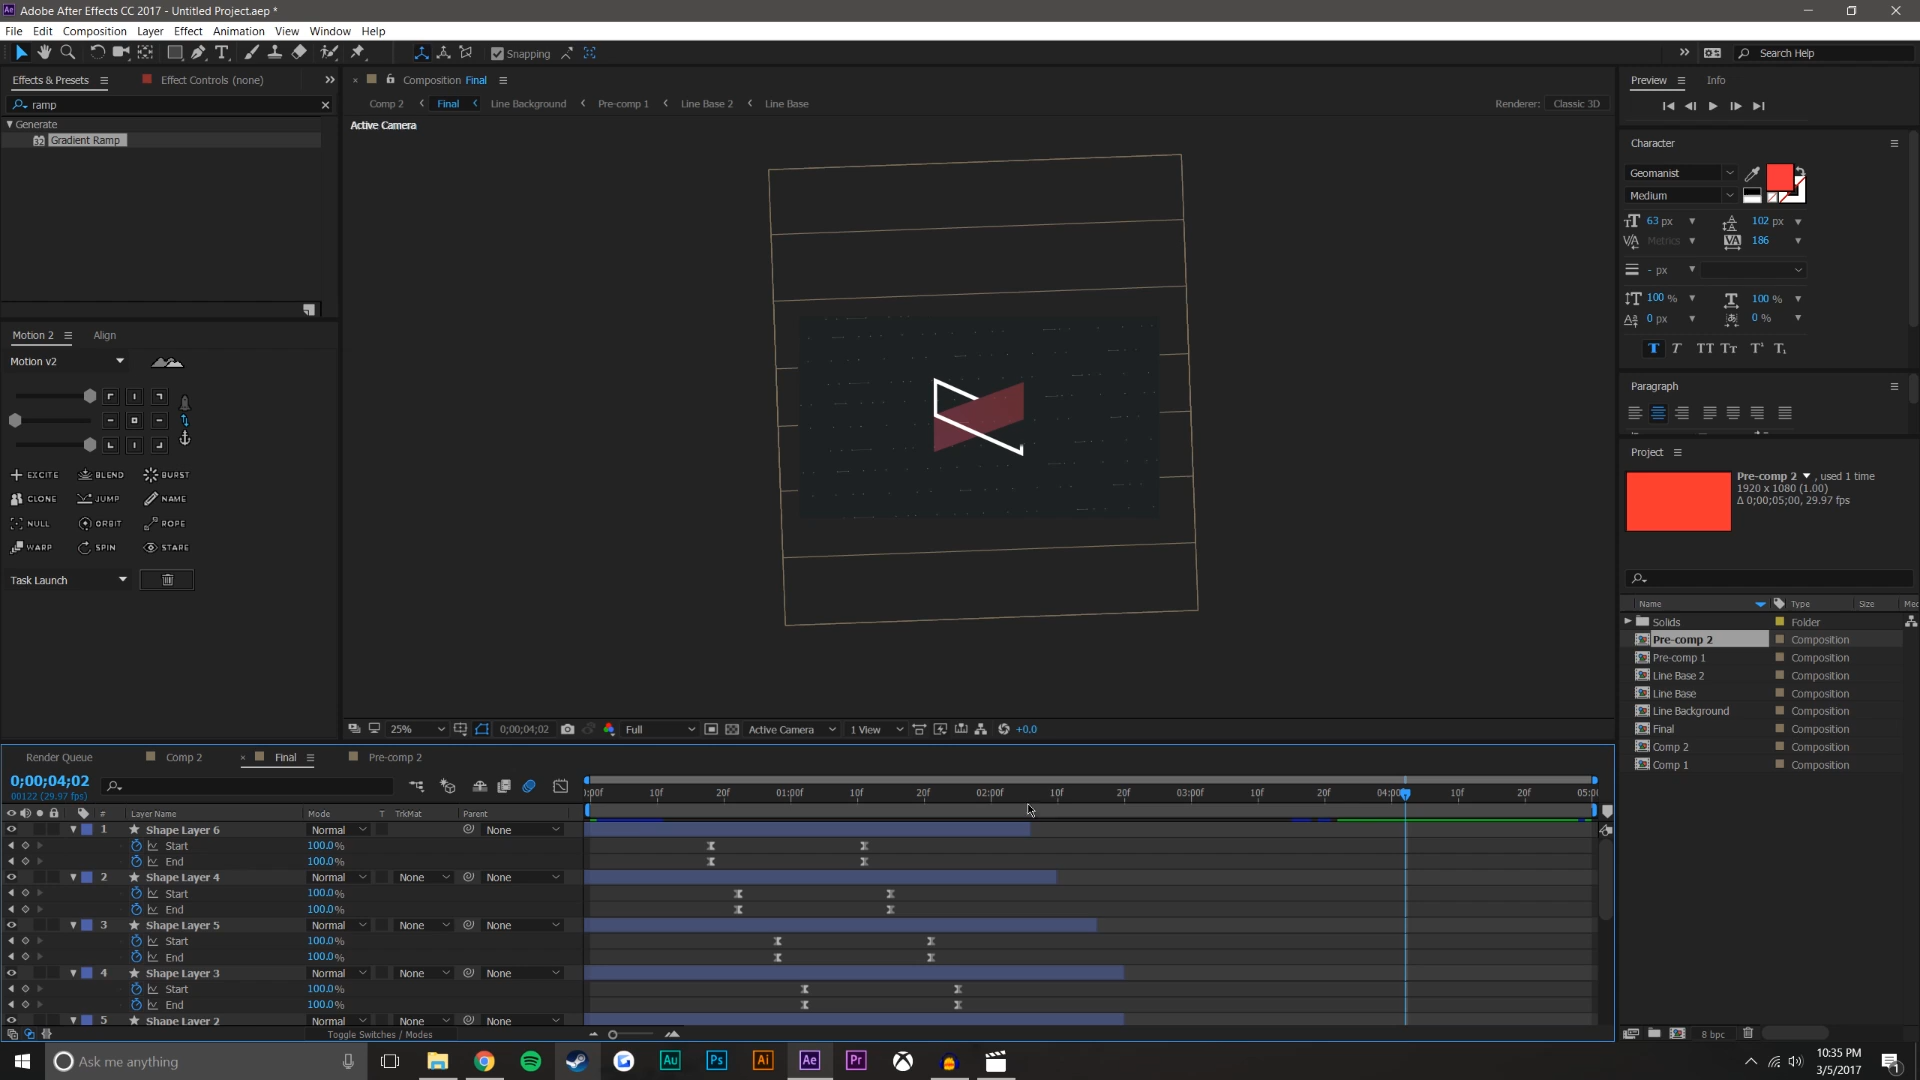 Adobe After Effects CC 2017 - Untitled Project.aep *
File Edit Composition Layer Effect Animation View Window Help
Snapping
Search Help
Effects & Presets
Effect Controls (none)
ramp
Generate
Gradient Ramp
Composition Final
Comp 2 Final Line Background Pre-comp 1 Line Base 2 Line Base
Renderer: Classic 3D
Active Camera
Motion 2 Align
Motion v2
EXCITE BLEND BURST
CLONE JUMP NAME
NULL ORBIT ROPE
WARP SPIN STARE
Task Launch
25% 0;00;04;02 Full Active Camera 1 View +0.0
Preview Info
Character
Geomanist
Medium
63 px 102 px
Metrics 186
- px
100 % 100 %
0 px 0 %
Paragraph
Project
Pre-comp 2 , used 1 time
1920 x 1080 (1.00)
Δ 0;00;05;00, 29.97 fps
Name Type Size Mec
Solids Folder
Pre-comp 2 Composition
Pre-comp 1 Composition
Line Base 2 Composition
Line Base Composition
Line Background Composition
Final Composition
Comp 2 Composition
Comp 1 Composition
8 bpc
Render Queue Comp 2 Final Pre-comp 2
0;00;04;02
00122 (29.97 fps)
:00f 10f 20f 01:00f 10f 20f 02:00f 10f 20f 03:00f 10f 20f 04:00f 10f 20f 05:0
# Layer Name Mode T TrkMat Parent
1 Shape Layer 6 Normal None
Start 100.0%
End 100.0%
2 Shape Layer 4 Normal None None
Start 100.0%
End 100.0%
3 Shape Layer 5 Normal None None
Start 100.0%
End 100.0%
4 Shape Layer 3 Normal None None
Start 100.0%
End 100.0%
5 Shape Layer 2 Normal None None
Toggle Switches / Modes
Ask me anything
Au Ps Ai Ae Pr
10:35 PM
3/5/2017